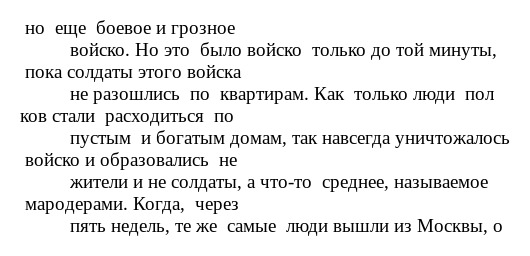 но еще боевое и грозное
войско. Но это было войско только до той минуты,
пока солдаты этого войска
не разошлись по квартирам. Как только люди пол
ков стали расходиться по
пустым и богатым домам, так навсегда уничтожалось
войско и образовались не
жители и не солдаты, а что-то среднее, называемое
мародерами. Когда, через
пять недель, те же самые люди вышли из Москвы, о